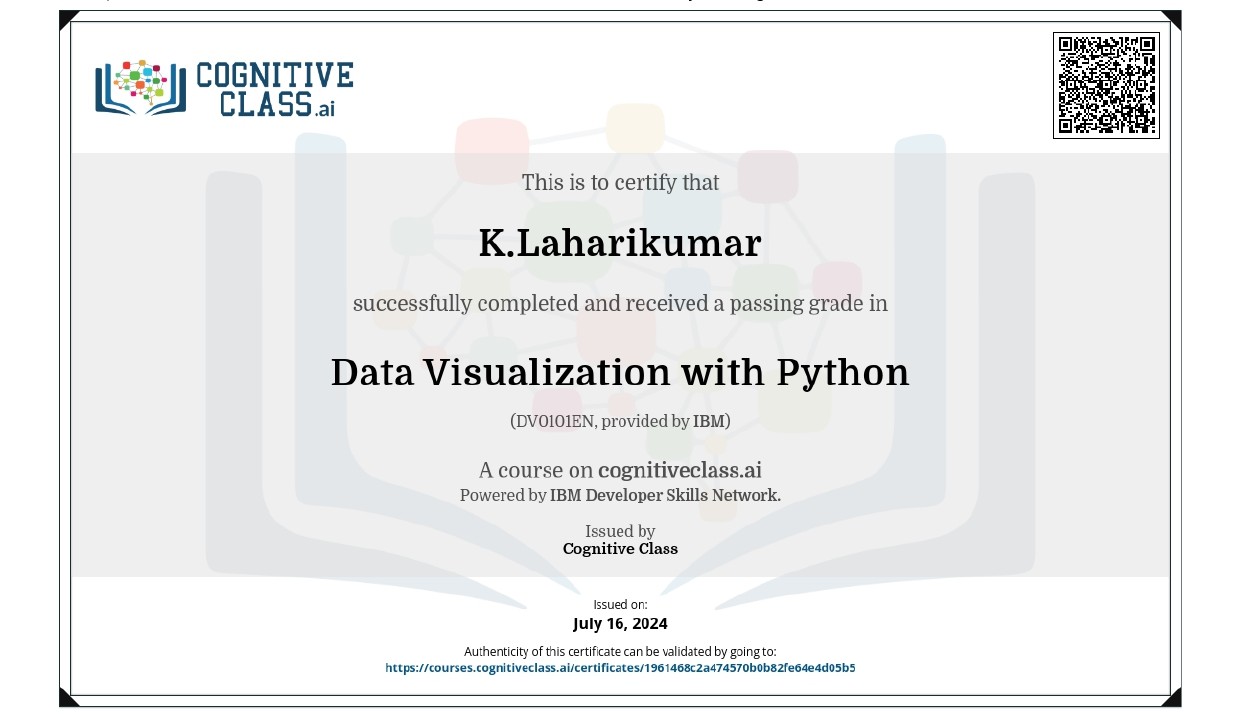 COGNITIVE
CLASS.ai
This is to certify that
K.Laharikumar
successfully completed and received a passing grade in
Data Visualization with Python
(DV0101EN, provided by IBM)
A course on cognitiveclass.ai
Powered by IBM Developer Skills Network.
Issued by
Cognitive Class
Issued on:
July 16, 2024
Authenticity of this certificate can be validated by going to:
https://courses.cognitiveclass.ai/certificates/1961468c2a474570b0b82fe64e4d05b5